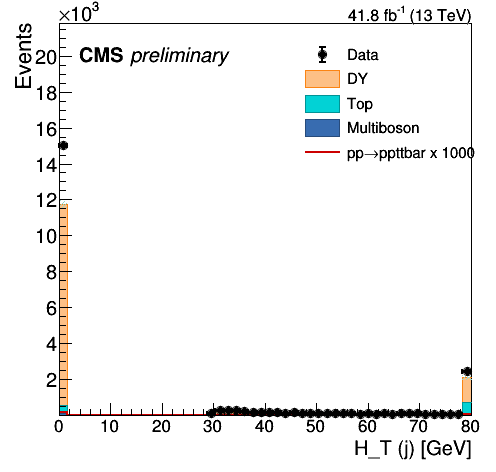 ×10³
41.8 fb⁻¹ (13 TeV)
Events
CMS preliminary
Data
DY
Top
Multiboson
pp→ppttbar x 1000
20
18
16
14
12
10
8
6
4
2
0 10 20 30 40 50 60 70 80
H_T (j) [GeV]